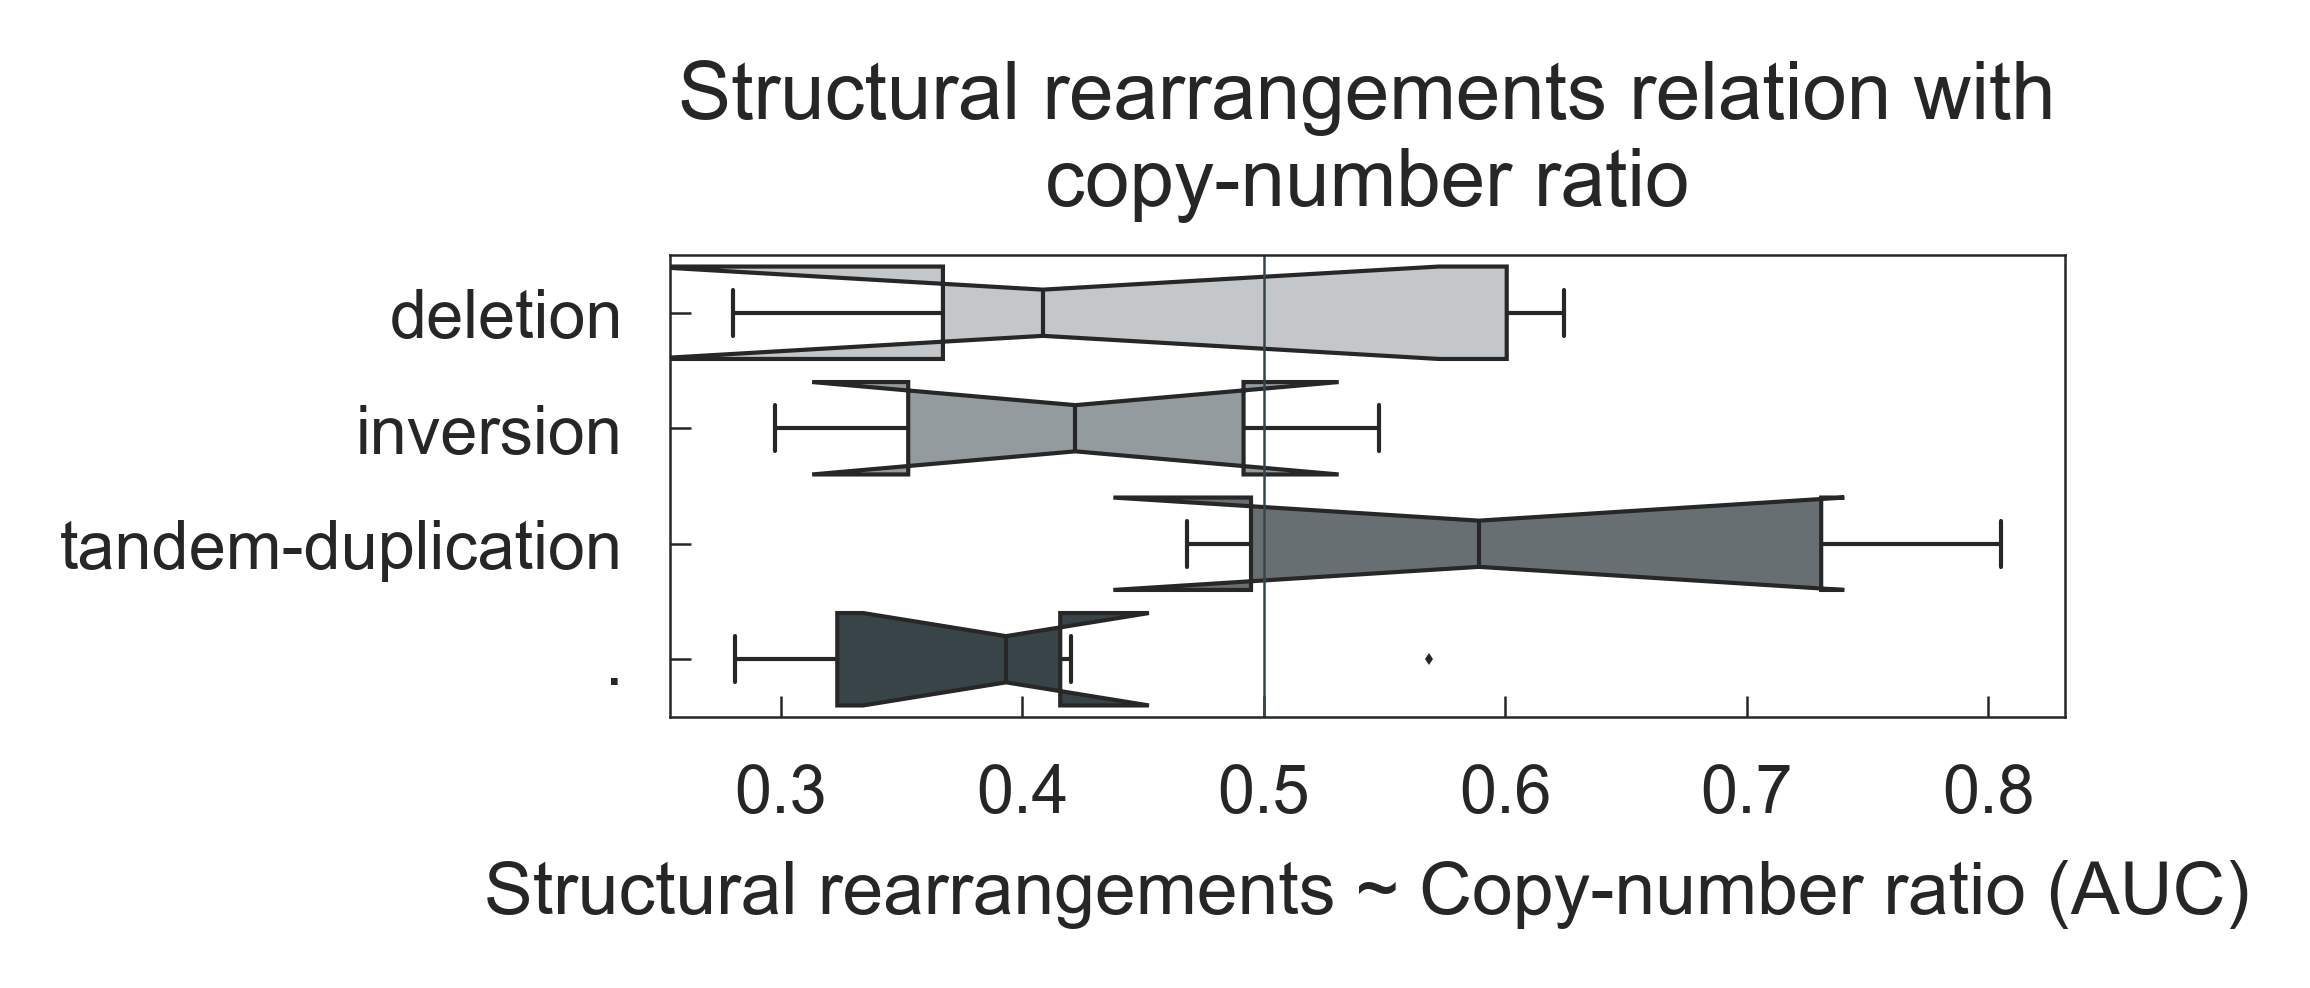 Structural rearrangements relation with
copy-number ratio
deletion
inversion
tandem-duplication
.
0.3 0.4 0.5 0.6 0.7 0.8
Structural rearrangements ~ Copy-number ratio (AUC)